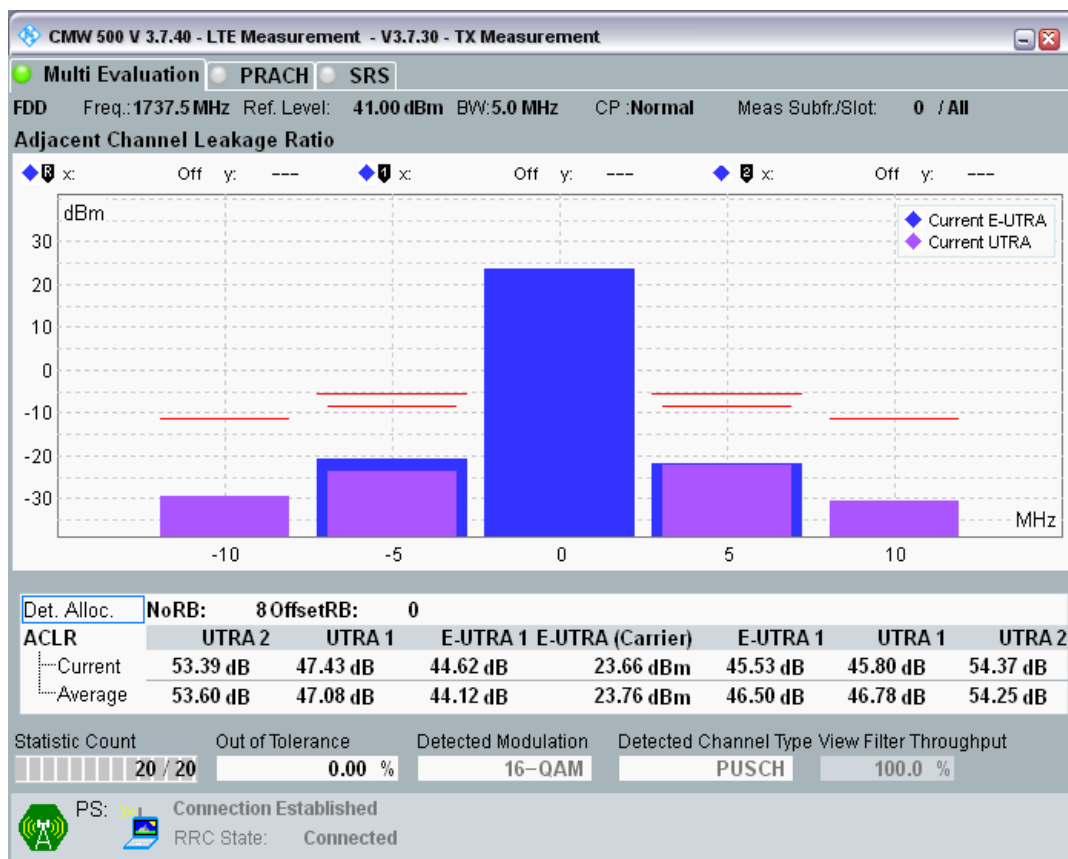 CMW 500 V 3.7.40 - LTE Measurement - V3.7.30 - TX Measurement
Multi Evaluation PRACH SRS
FDD Freq.: 1737.5 MHz Ref. Level: 41.00 dBm BW: 5.0 MHz CP : Normal Meas Subfr./Slot: 0 / All
Adjacent Channel Leakage Ratio
R x: Off y: --- 1 x: Off y: --- 2 x: Off y: ---
dBm
Current E-UTRA
Current UTRA
30
20
10
0
-10
-20
-30
MHz
-10 -5 0 5 10
Det. Alloc. NoRB: 8 OffsetRB: 0
ACLR UTRA 2 UTRA 1 E-UTRA 1 E-UTRA (Carrier) E-UTRA 1 UTRA 1 UTRA 2
Current 53.39 dB 47.43 dB 44.62 dB 23.66 dBm 45.53 dB 45.80 dB 54.37 dB
Average 53.60 dB 47.08 dB 44.12 dB 23.76 dBm 46.50 dB 46.78 dB 54.25 dB
Statistic Count Out of Tolerance Detected Modulation Detected Channel Type View Filter Throughput
20 / 20 0.00 % 16-QAM PUSCH 100.0 %
PS: Connection Established
RRC State: Connected